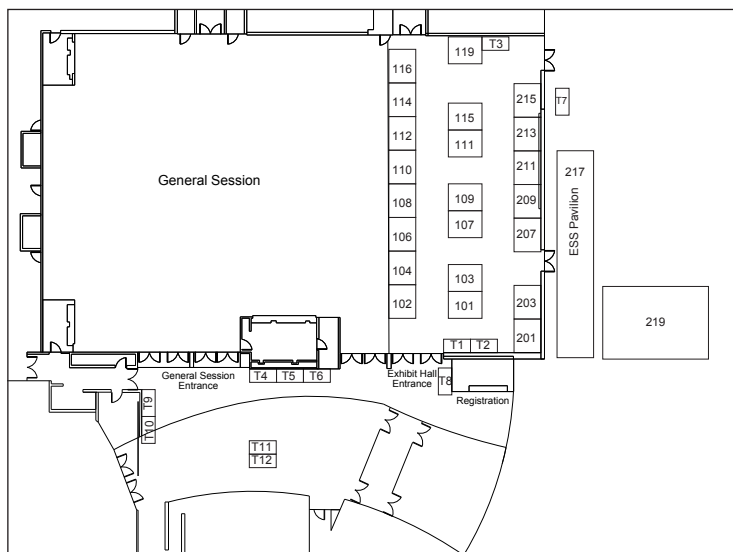 119
T3
116
114
112
110
108
106
104
102
115
111
109
107
103
101
215
213
211
209
207
203
201
T7
217
ESS Pavilion
219
General Session
T1
T2
General Session
Entrance
T4
T5
T6
Exhibit Hall
Entrance
T8
Registration
T9
T10
T11
T12